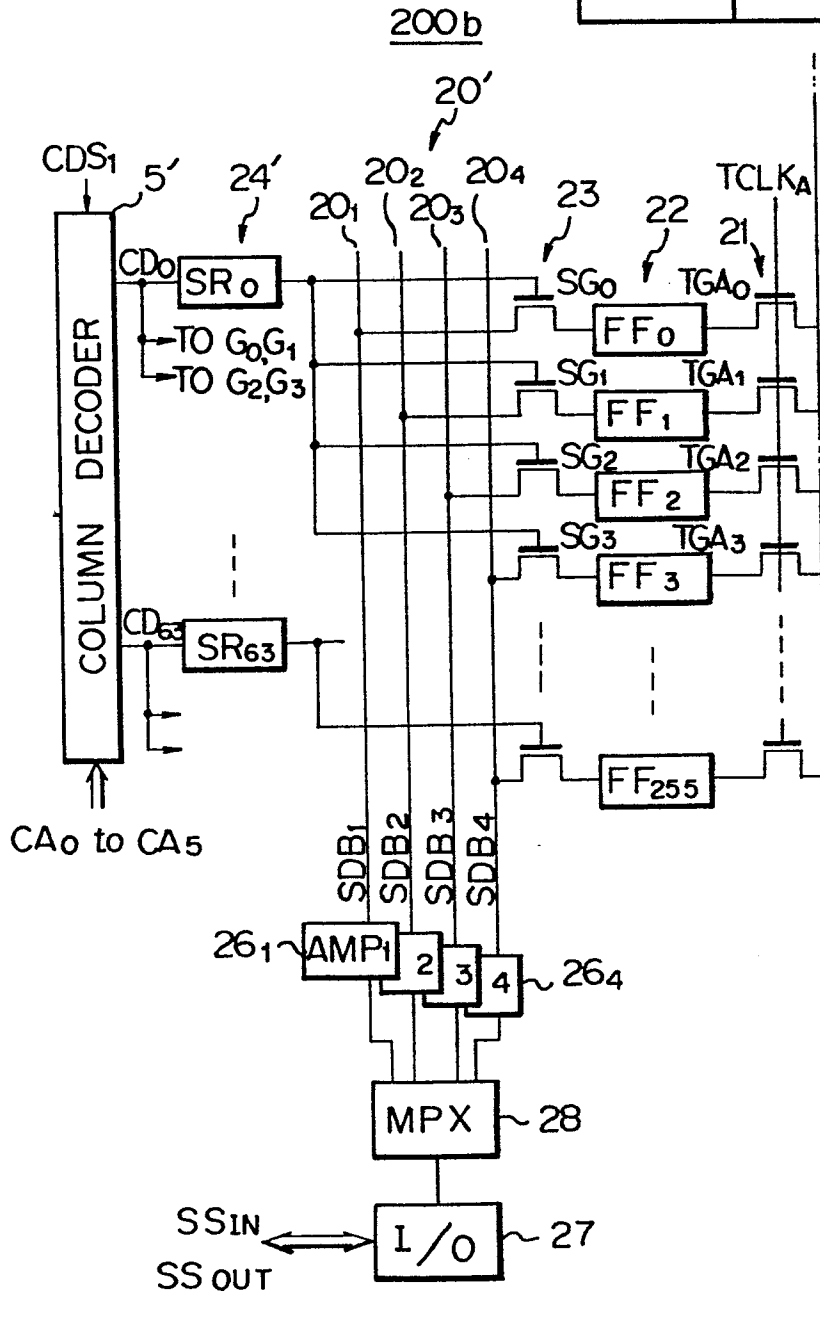 200b
20'
CDS1
5'
24'
201
202
203
204
23
22
21
TCLKA
CD0
SR0
SG0
FF0
TGA0
TO G0,G1
TO G2,G3
SG1
FF1
TGA1
SG2
FF2
TGA2
SG3
FF3
TGA3
COLUMN DECODER
CD63
SR63
FF255
CA0 to CA5
SDB1
SDB2
SDB3
SDB4
261
AMP1
2
3
4
264
MPX
28
SSIN
SSOUT
I/O
27